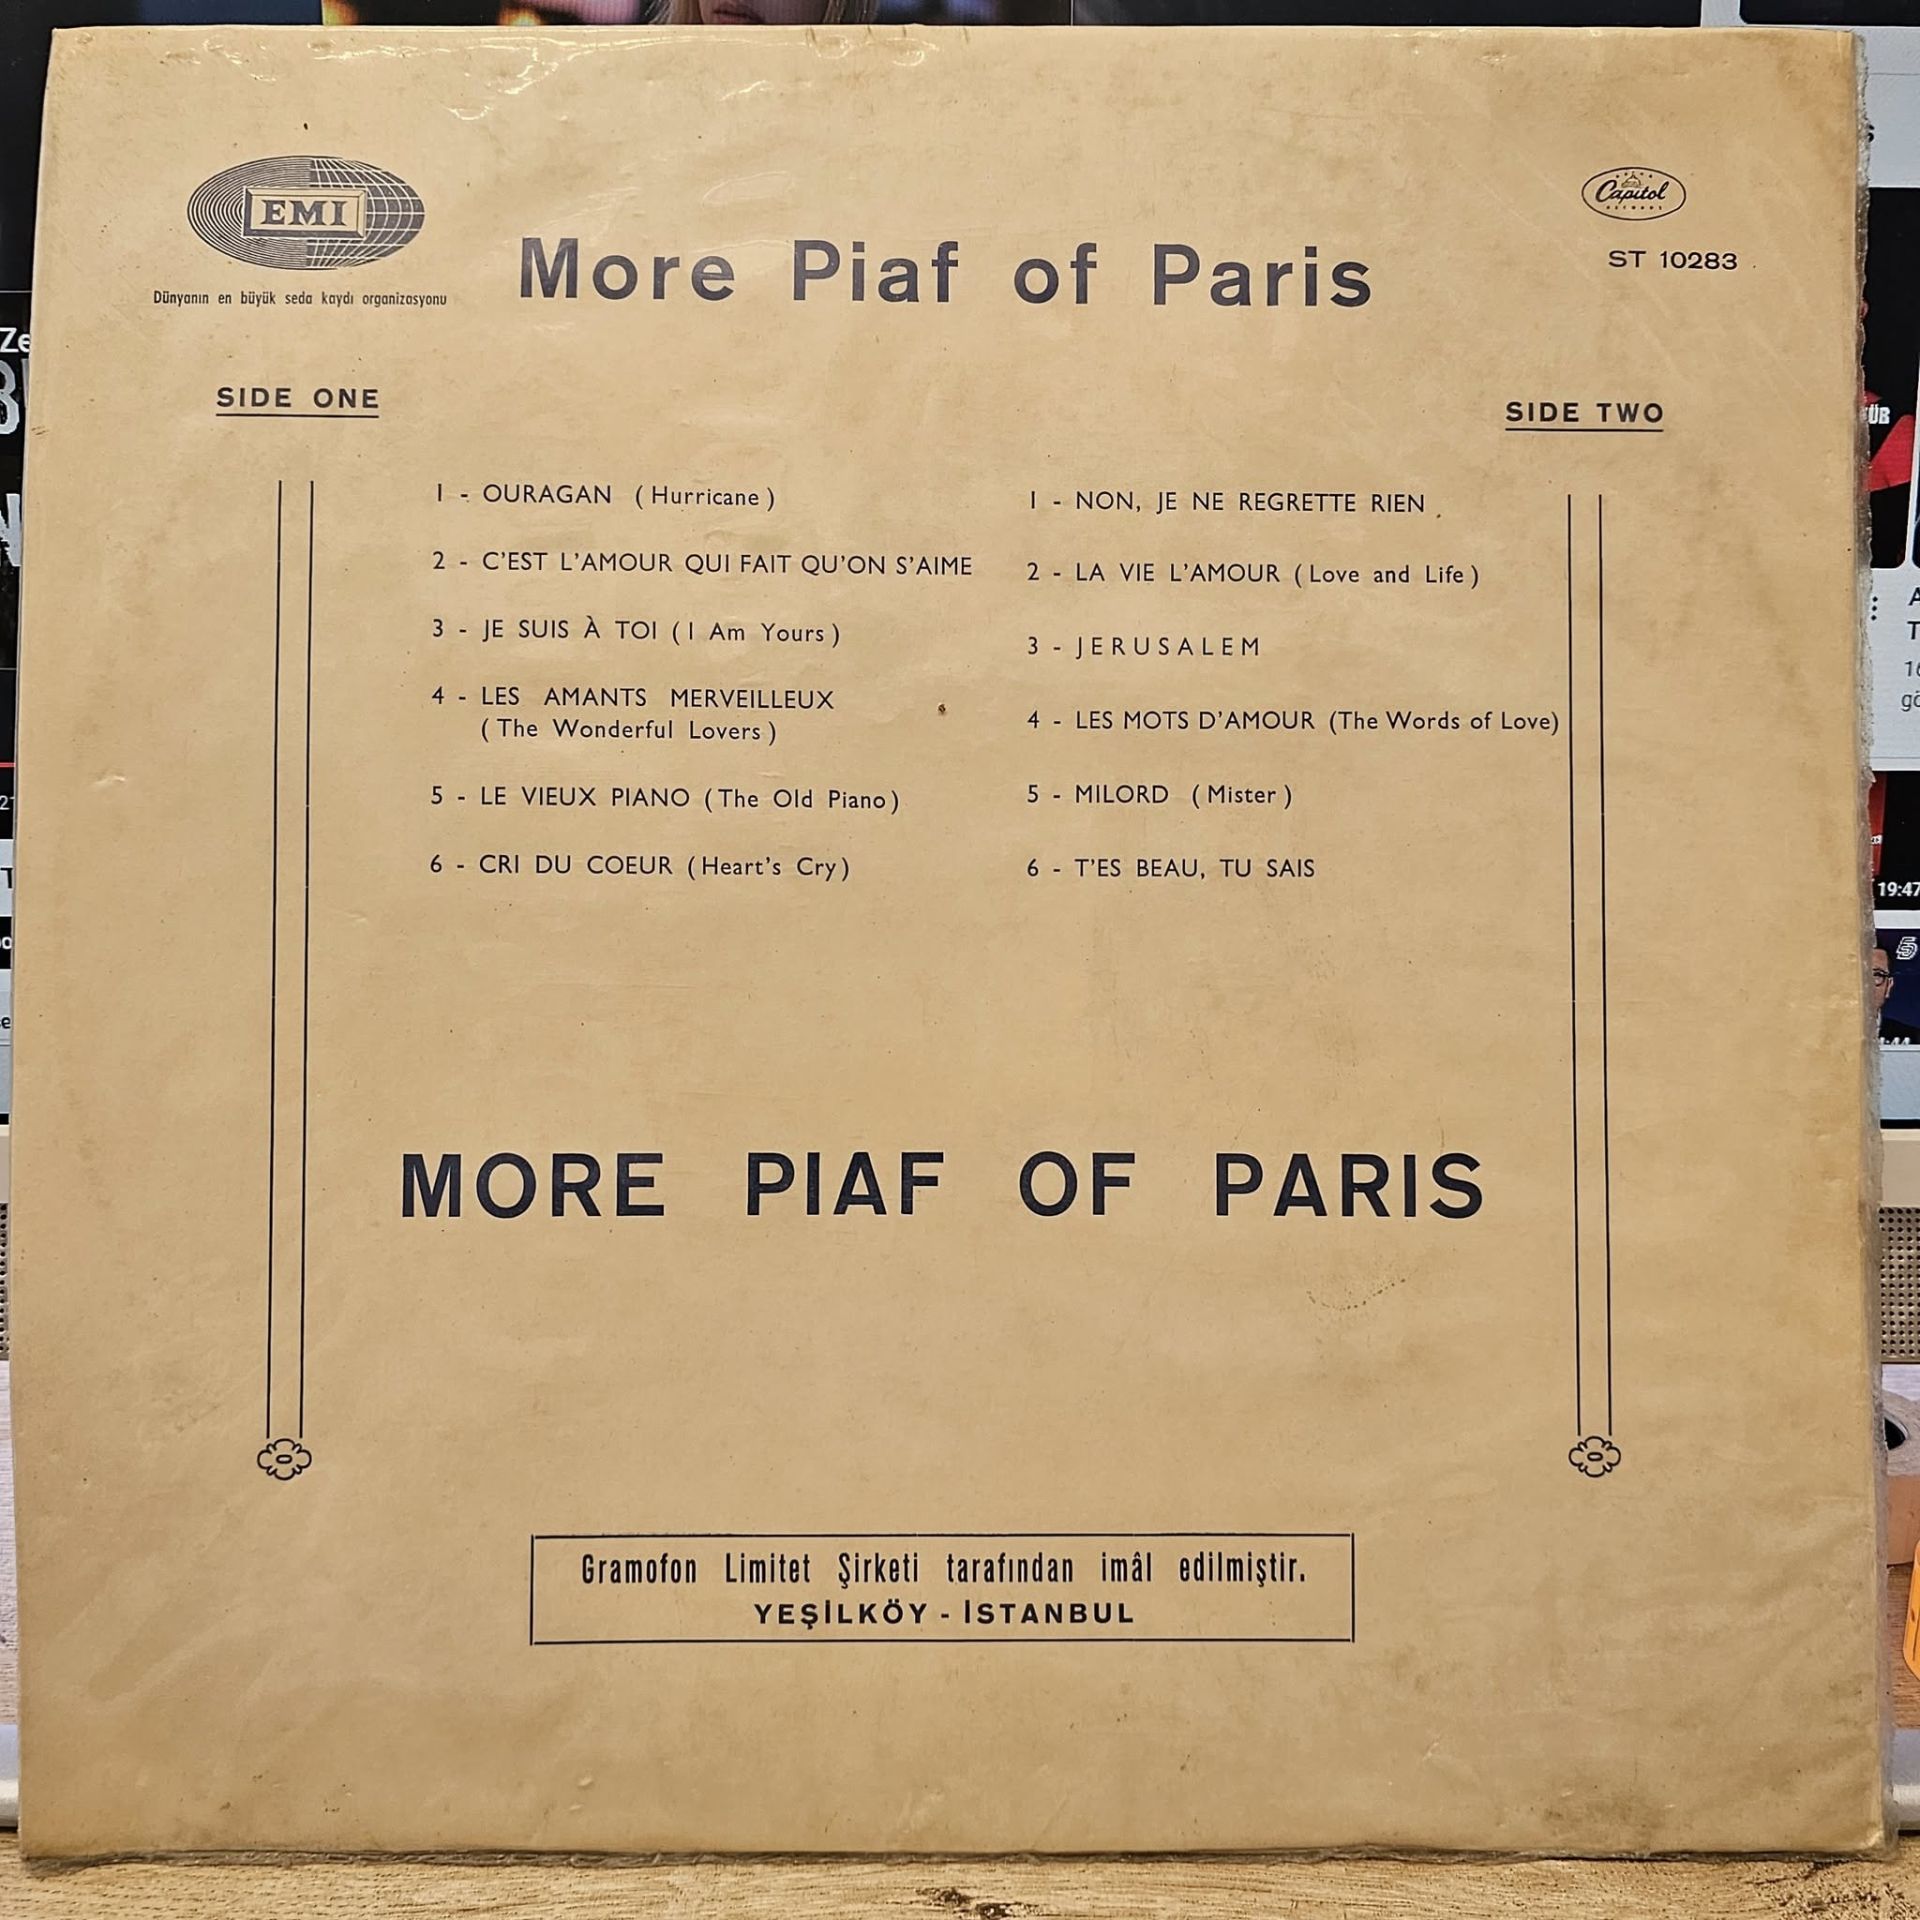 EMI
Dünyanın en büyük seda kaydı organizasyonu
More Piaf of Paris
Capitol
RECORDS
ST 10283
SIDE ONE
1 - OURAGAN (Hurricane)
2 - C'EST L'AMOUR QUI FAIT QU'ON S'AIME
3 - JE SUIS À TOI (I Am Yours)
4 - LES AMANTS MERVEILLEUX
(The Wonderful Lovers)
5 - LE VIEUX PIANO (The Old Piano)
6 - CRI DU COEUR (Heart's Cry)
SIDE TWO
1 - NON, JE NE REGRETTE RIEN
2 - LA VIE L'AMOUR (Love and Life)
3 - JERUSALEM
4 - LES MOTS D'AMOUR (The Words of Love)
5 - MILORD (Mister)
6 - T'ES BEAU, TU SAIS
MORE PIAF OF PARIS
Gramofon Limitet Şirketi tarafından imâl edilmiştir.
YEŞİLKÖY - İSTANBUL
19:47